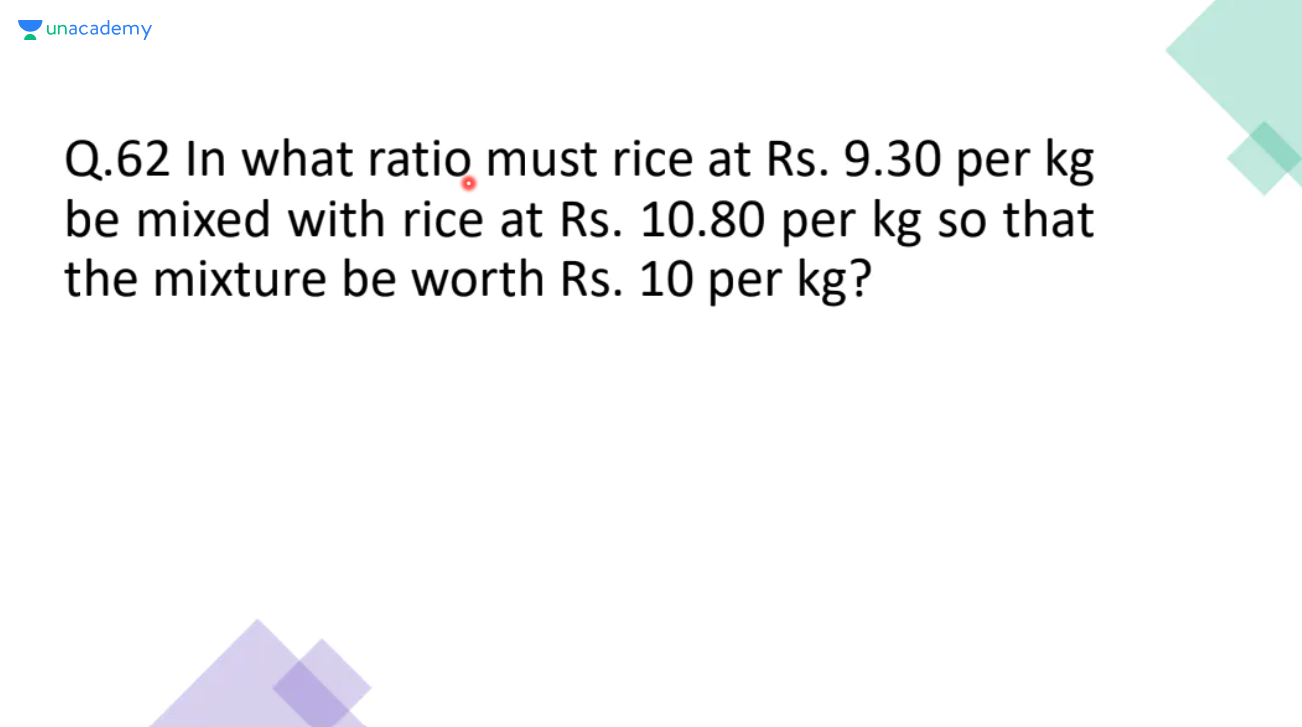 unacademy
Q.62 In what ratio must rice at Rs. 9.30 per kg
be mixed with rice at Rs. 10.80 per kg so that
the mixture be worth Rs. 10 per kg?